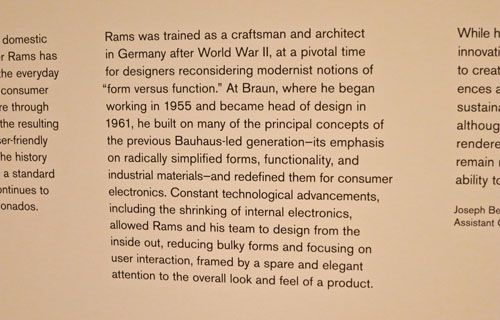 domestic
r Rams has
he everyday
consumer
re through
the resulting
ser-friendly
he history
a standard
ontinues to
onados.
Rams was trained as a craftsman and architect
in Germany after World War II, at a pivotal time
for designers reconsidering modernist notions of
“form versus function.” At Braun, where he began
working in 1955 and became head of design in
1961, he built on many of the principal concepts of
the previous Bauhaus-led generation—its emphasis
on radically simplified forms, functionality, and
industrial materials—and redefined them for consumer
electronics. Constant technological advancements,
including the shrinking of internal electronics,
allowed Rams and his team to design from the
inside out, reducing bulky forms and focusing on
user interaction, framed by a spare and elegant
attention to the overall look and feel of a product.
While h
innovati
to creat
ences a
sustaina
althoug
rendere
remain
ability to
Joseph Be
Assistant C